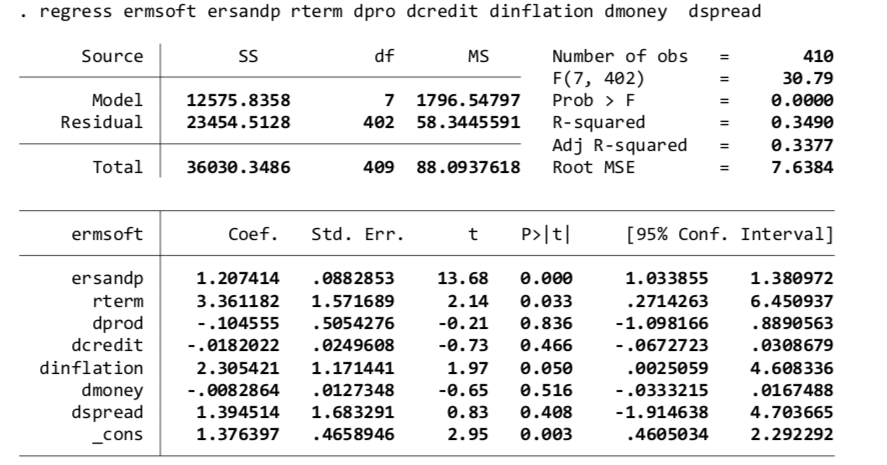 . regress ermsoft ersandp rterm dpro dcredit dinflation dmoney dspread
Source SS df MS Number of obs = 410
F(7, 402) = 30.79
Model 12575.8358 7 1796.54797 Prob > F = 0.0000
Residual 23454.5128 402 58.3445591 R-squared = 0.3490
Adj R-squared = 0.3377
Total 36030.3486 409 88.0937618 Root MSE = 7.6384
ermsoft Coef. Std. Err. t P>|t| [95% Conf. Interval]
ersandp 1.207414 .0882853 13.68 0.000 1.033855 1.380972
rterm 3.361182 1.571689 2.14 0.033 .2714263 6.450937
dprod -.104555 .5054276 -0.21 0.836 -1.098166 .8890563
dcredit -.0182022 .0249608 -0.73 0.466 -.0672723 .0308679
dinflation 2.305421 1.171441 1.97 0.050 .0025059 4.608336
dmoney -.0082864 .0127348 -0.65 0.516 -.0333215 .0167488
dspread 1.394514 1.683291 0.83 0.408 -1.914638 4.703665
_cons 1.376397 .4658946 2.95 0.003 .4605034 2.292292